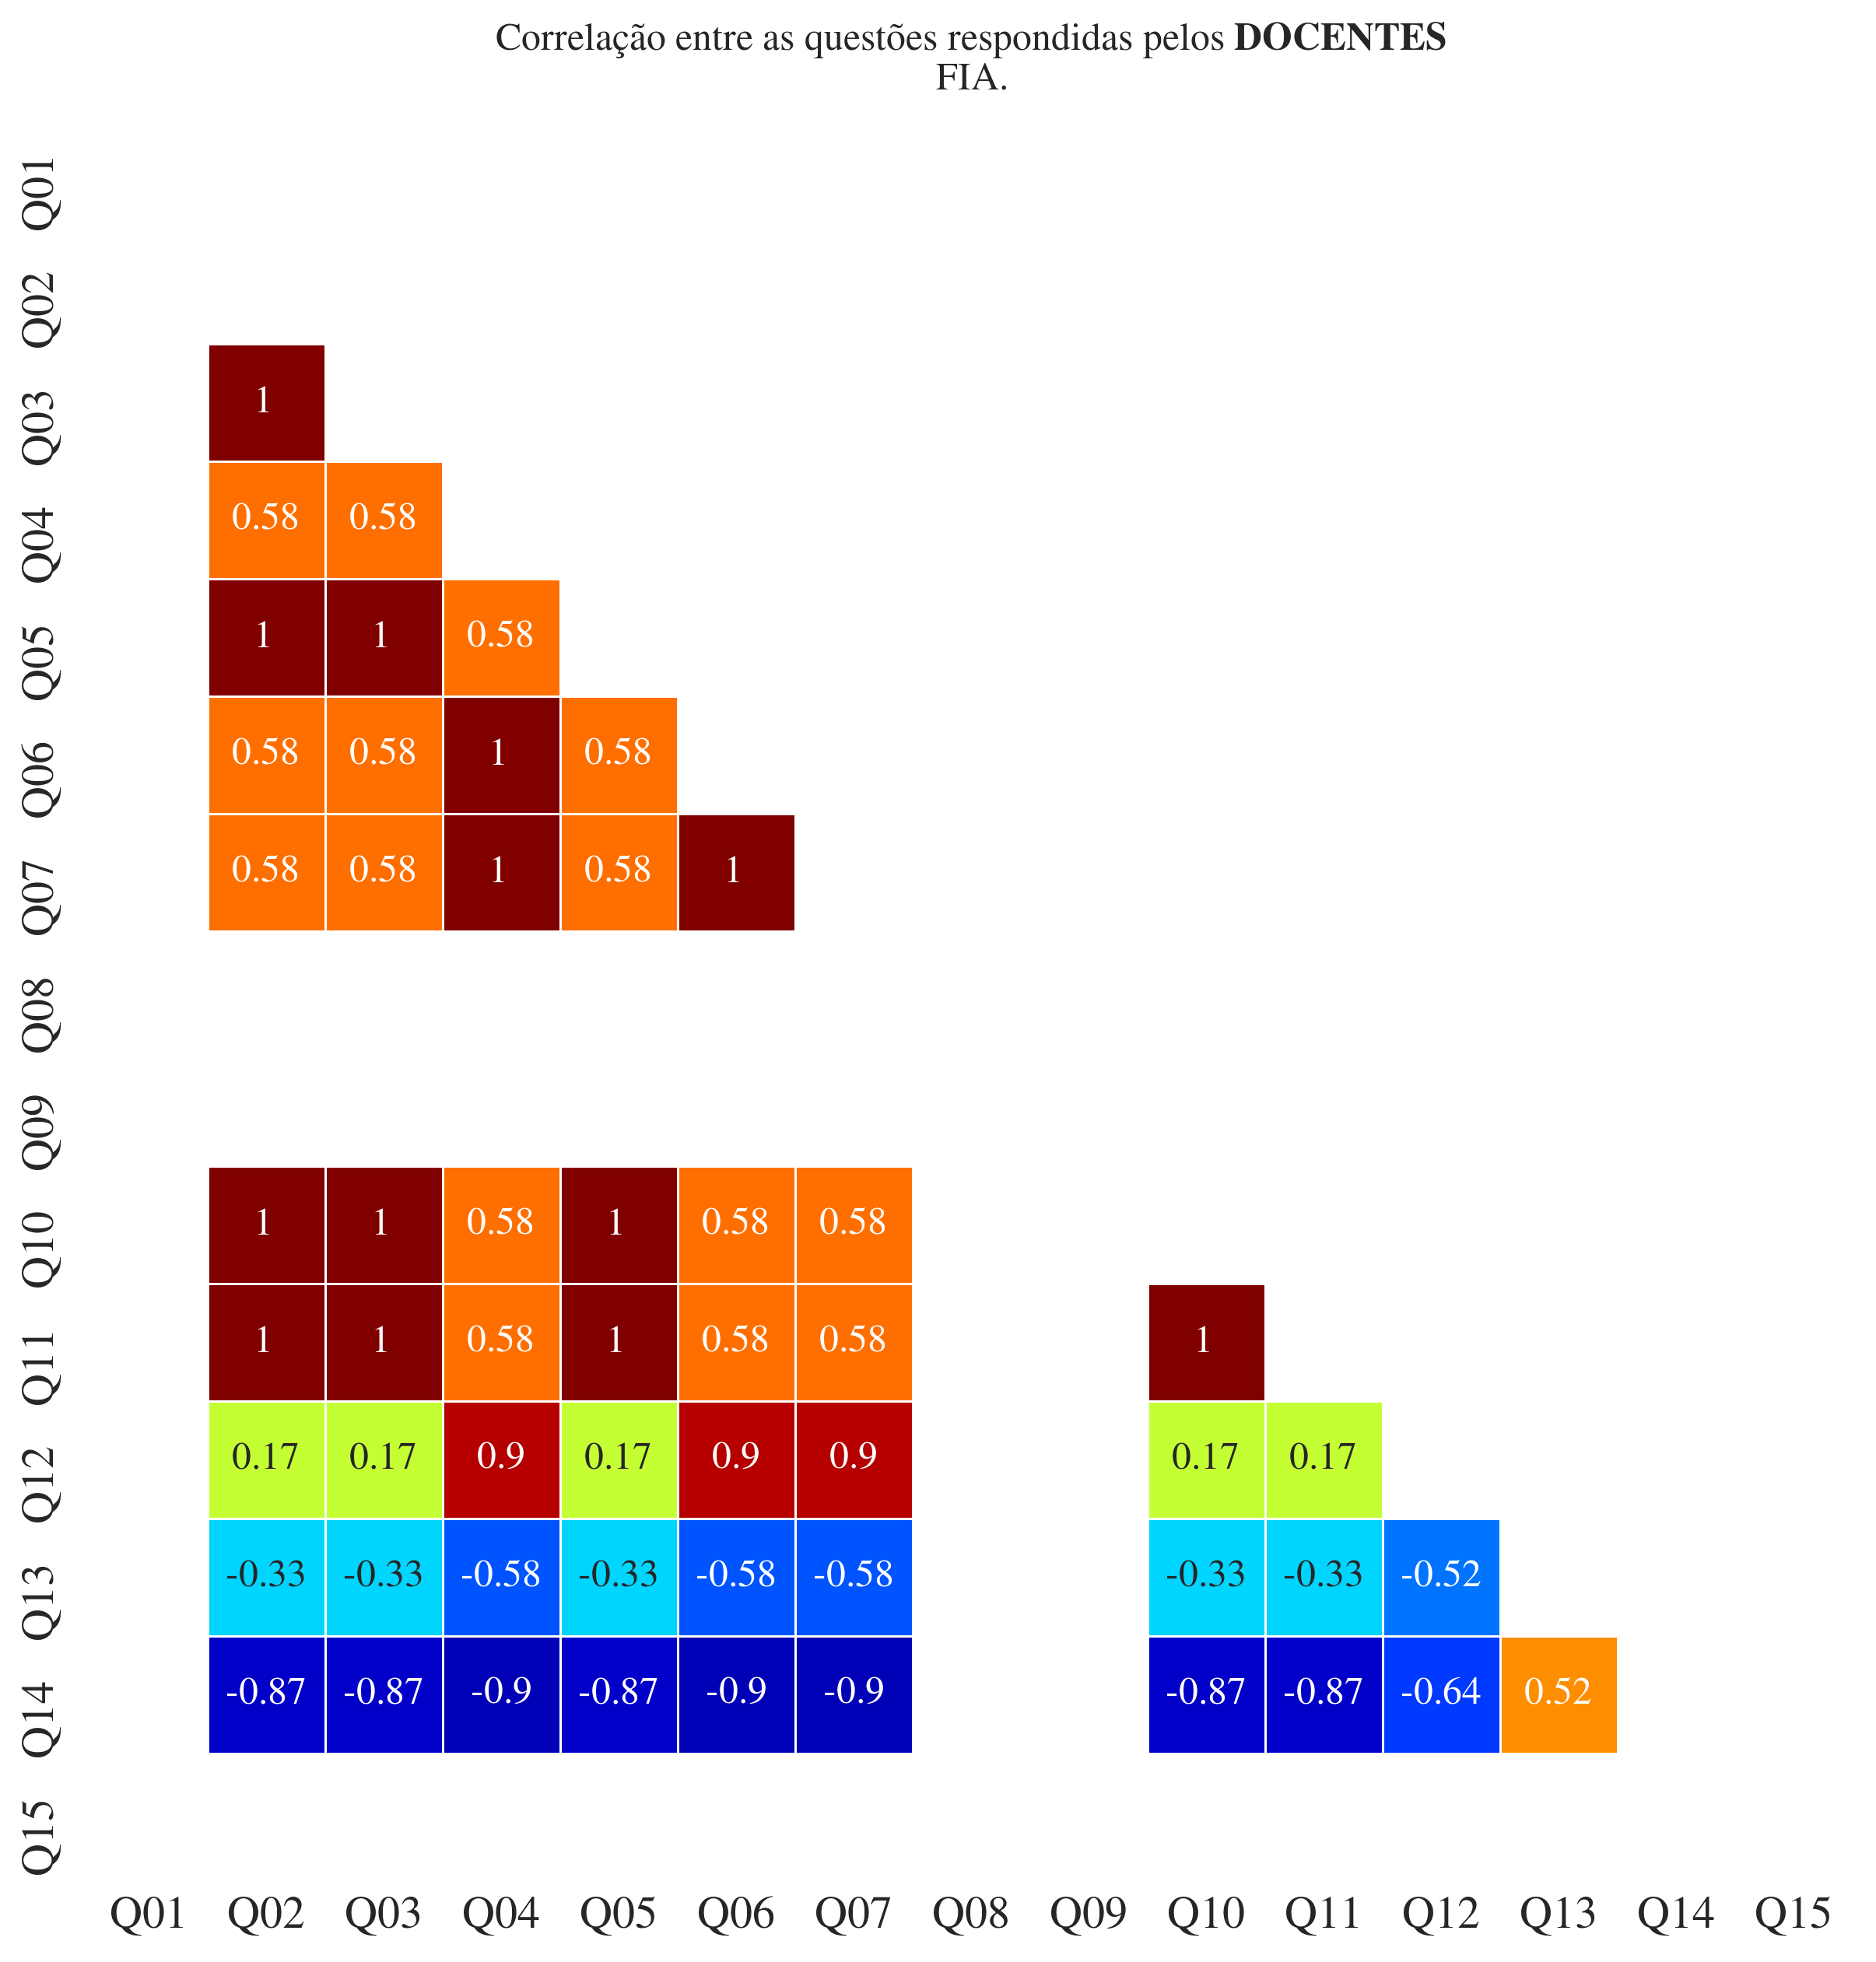 Correlação entre as questões respondidas pelos DOCENTES
FIA.
Q01
Q02
Q03 1
Q04 0.58 0.58
Q05 1 1 0.58
Q06 0.58 0.58 1 0.58
Q07 0.58 0.58 1 0.58 1
Q08
Q09
Q10 1 1 0.58 1 0.58 0.58
Q11 1 1 0.58 1 0.58 0.58 1
Q12 0.17 0.17 0.9 0.17 0.9 0.9 0.17 0.17
Q13 -0.33 -0.33 -0.58 -0.33 -0.58 -0.58 -0.33 -0.33 -0.52
Q14 -0.87 -0.87 -0.9 -0.87 -0.9 -0.9 -0.87 -0.87 -0.64 0.52
Q15
Q01 Q02 Q03 Q04 Q05 Q06 Q07 Q08 Q09 Q10 Q11 Q12 Q13 Q14 Q15